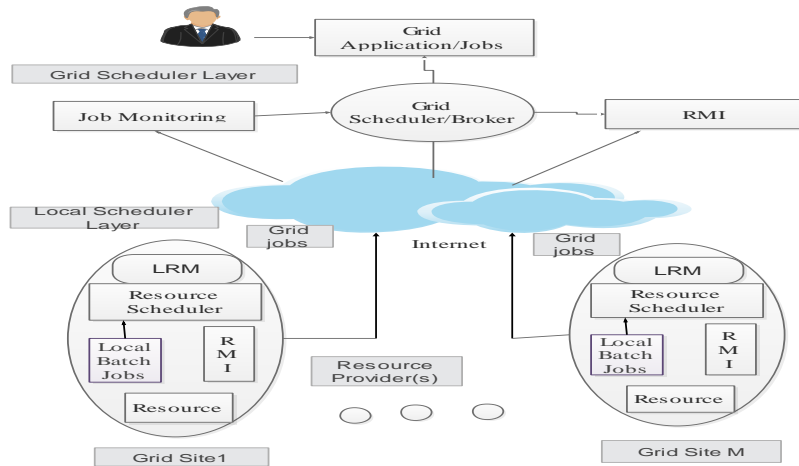 Grid
Application/Jobs
Grid Scheduler Layer
Job Monitoring
Grid
Scheduler/Broker
RMI
Local Scheduler
Layer
Grid
jobs
Internet
Grid
jobs
LRM
Resource
Scheduler
Local
Batch
Jobs
R
M
I
Resource
Grid Site1
Resource
Provider(s)
LRM
Resource
Scheduler
Local
Batch
Jobs
R
M
I
Resource
Grid Site M